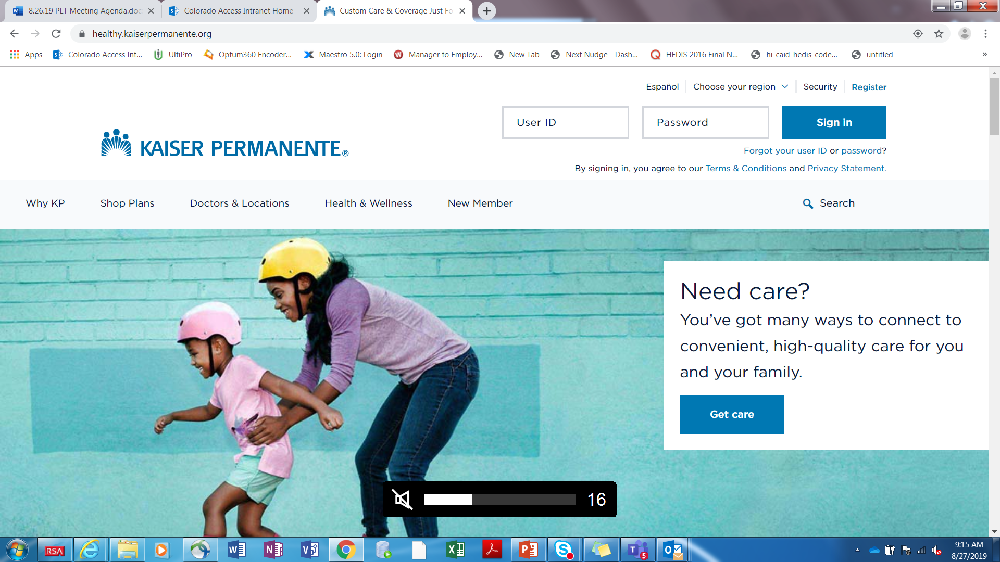 8.26.19 PLT Meeting Agenda.doc
Colorado Access Intranet Home -
Custom Care & Coverage Just Fo
healthy.kaiserpermanente.org
Apps
Colorado Access Int...
UltiPro
Optum360 Encoder...
Maestro 5.0: Login
Manager to Employ...
New Tab
Next Nudge - Dash...
HEDIS 2016 Final N...
hi_caid_hedis_code...
untitled
»
Español
Choose your region
Security
Register
User ID
Password
Sign in
KAISER PERMANENTE®
Forgot your user ID or password?
By signing in, you agree to our Terms & Conditions and Privacy Statement.
Why KP
Shop Plans
Doctors & Locations
Health & Wellness
New Member
Search
Need care?
You've got many ways to connect to
convenient, high-quality care for you
and your family.
Get care
16
RSA
5
9:15 AM
8/27/2019